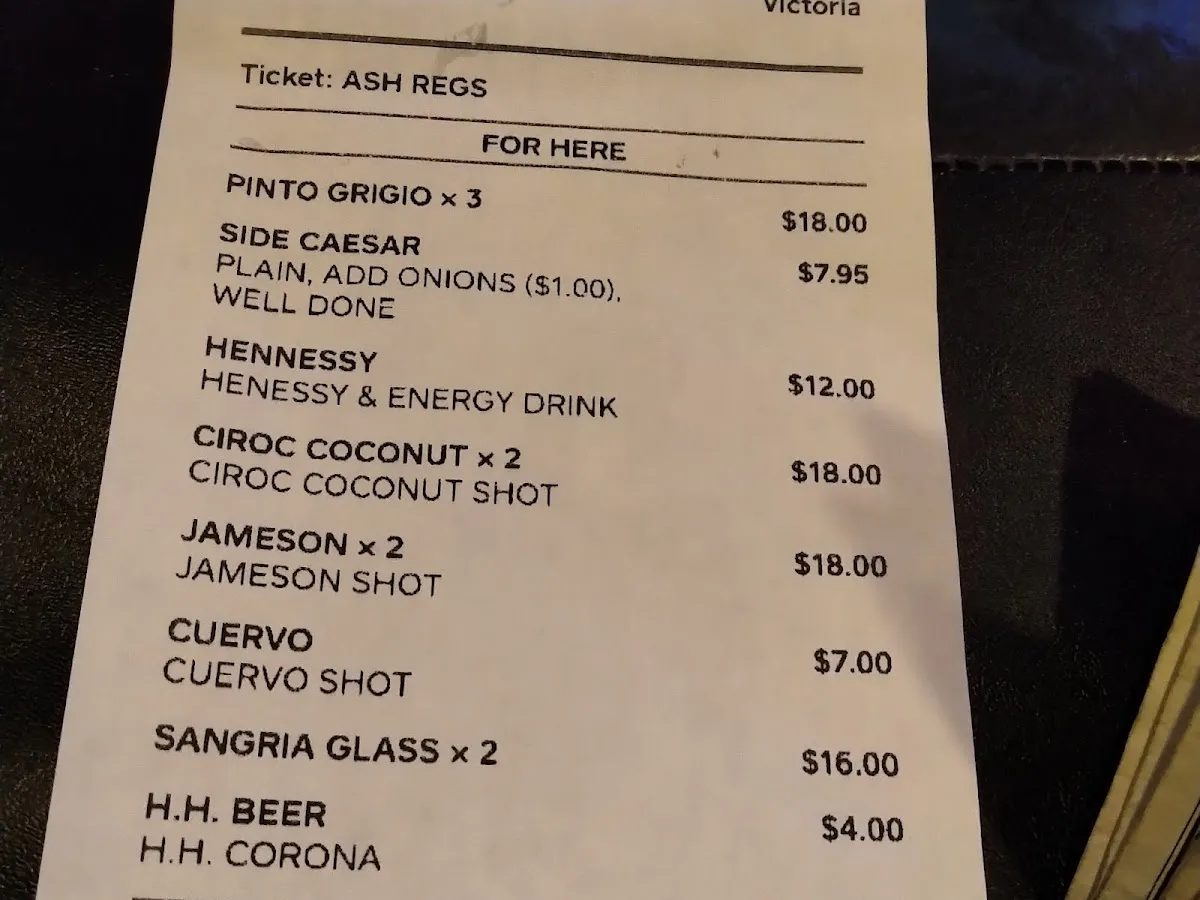 Victoria
Ticket: ASH REGS
FOR HERE
PINTO GRIGIO x 3 $18.00
SIDE CAESAR $7.95
PLAIN, ADD ONIONS ($1.00),
WELL DONE
HENNESSY $12.00
HENESSY & ENERGY DRINK
CIROC COCONUT x 2 $18.00
CIROC COCONUT SHOT
JAMESON x 2 $18.00
JAMESON SHOT
CUERVO $7.00
CUERVO SHOT
SANGRIA GLASS x 2 $16.00
H.H. BEER $4.00
H.H. CORONA